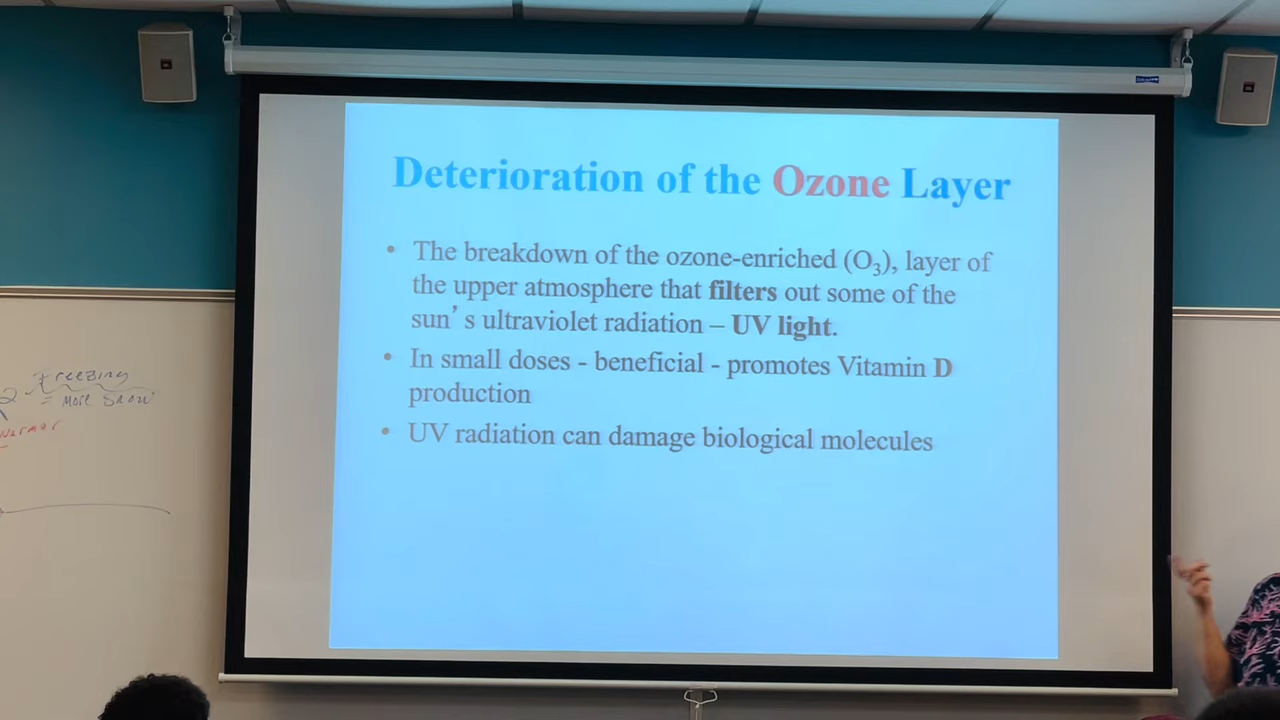 Deterioration of the Ozone Layer
• The breakdown of the ozone-enriched (O₃), layer of
the upper atmosphere that filters out some of the
sun's ultraviolet radiation – UV light.
• In small doses - beneficial - promotes Vitamin D
production
• UV radiation can damage biological molecules
2 Freezing
= More Snow
warmer